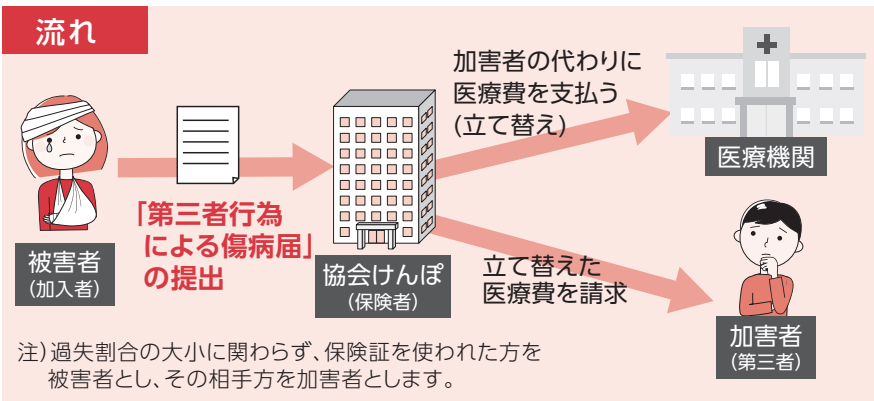 流れ
加害者の代わりに
医療費を支払う
(立て替え)
医療機関
「第三者行為
による傷病届」
の提出
被害者
(加入者)
協会けんぽ
(保険者)
立て替えた
医療費を請求
加害者
(第三者)
注)過失割合の大小に関わらず、保険証を使われた方を
被害者とし、その相手方を加害者とします。